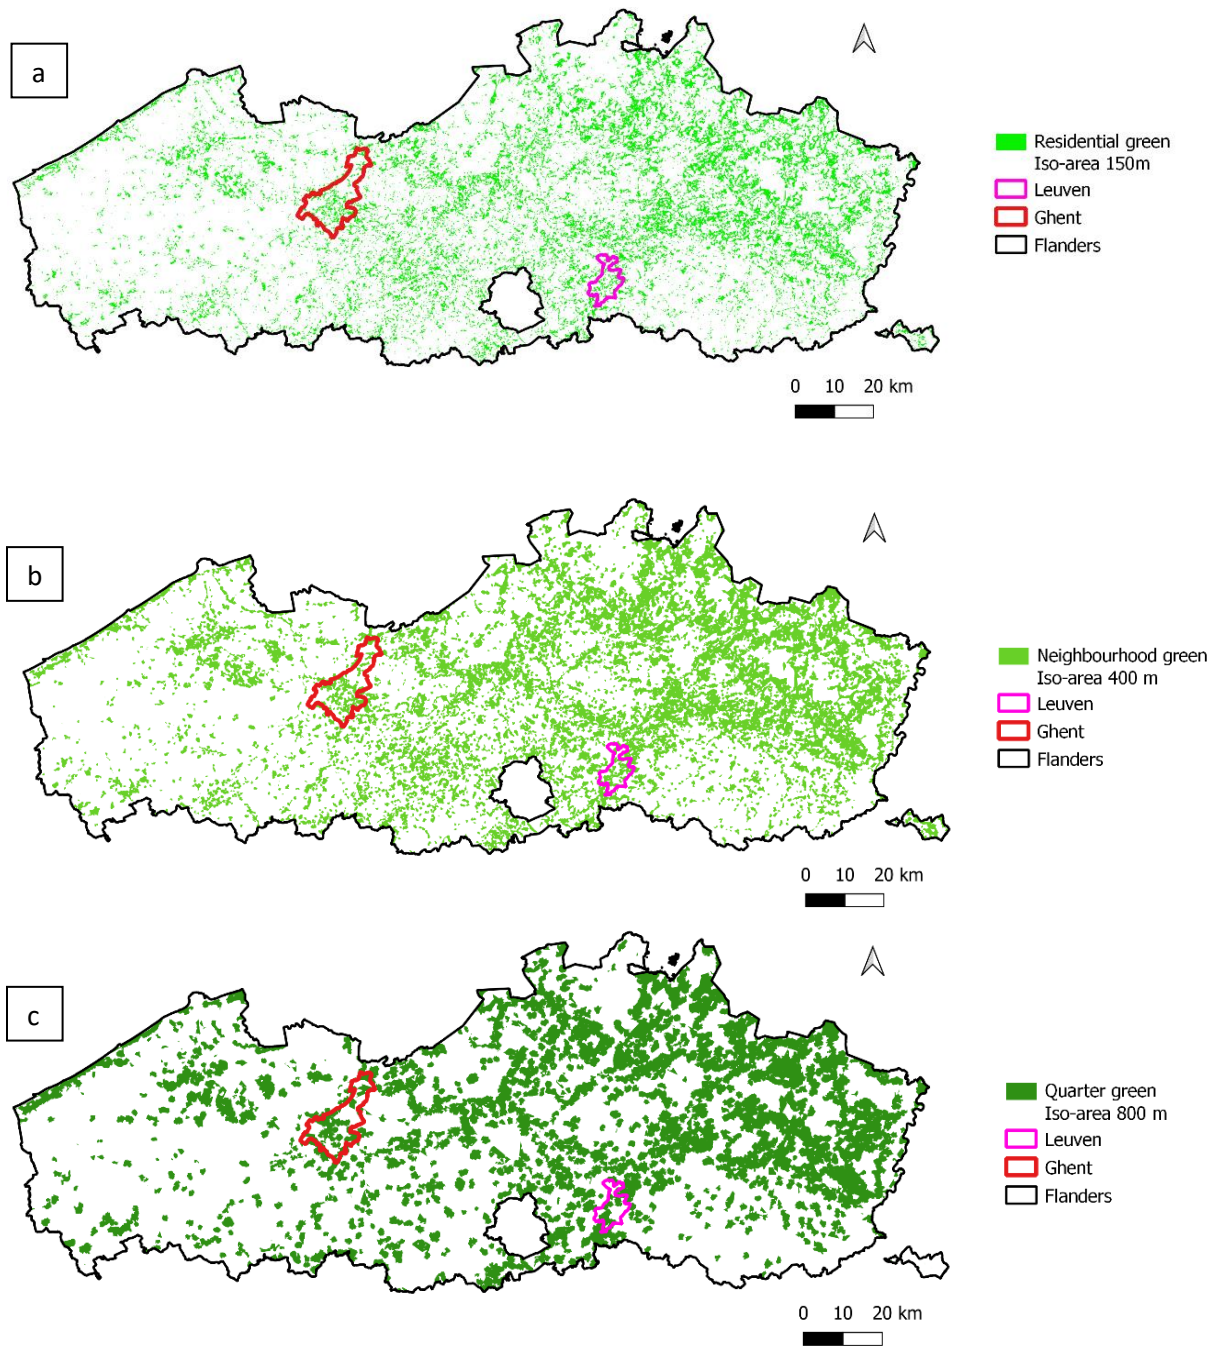 a
Residential green
Iso-area 150m
Leuven
Ghent
Flanders
0 10 20 km
b
Neighbourhood green
Iso-area 400 m
Leuven
Ghent
Flanders
0 10 20 km
c
Quarter green
Iso-area 800 m
Leuven
Ghent
Flanders
0 10 20 km